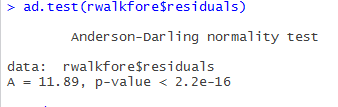 > ad.test(rwalkfore$residuals)
Anderson-Darling normality test
data:  rwalkfore$residuals
A = 11.89, p-value < 2.2e-16